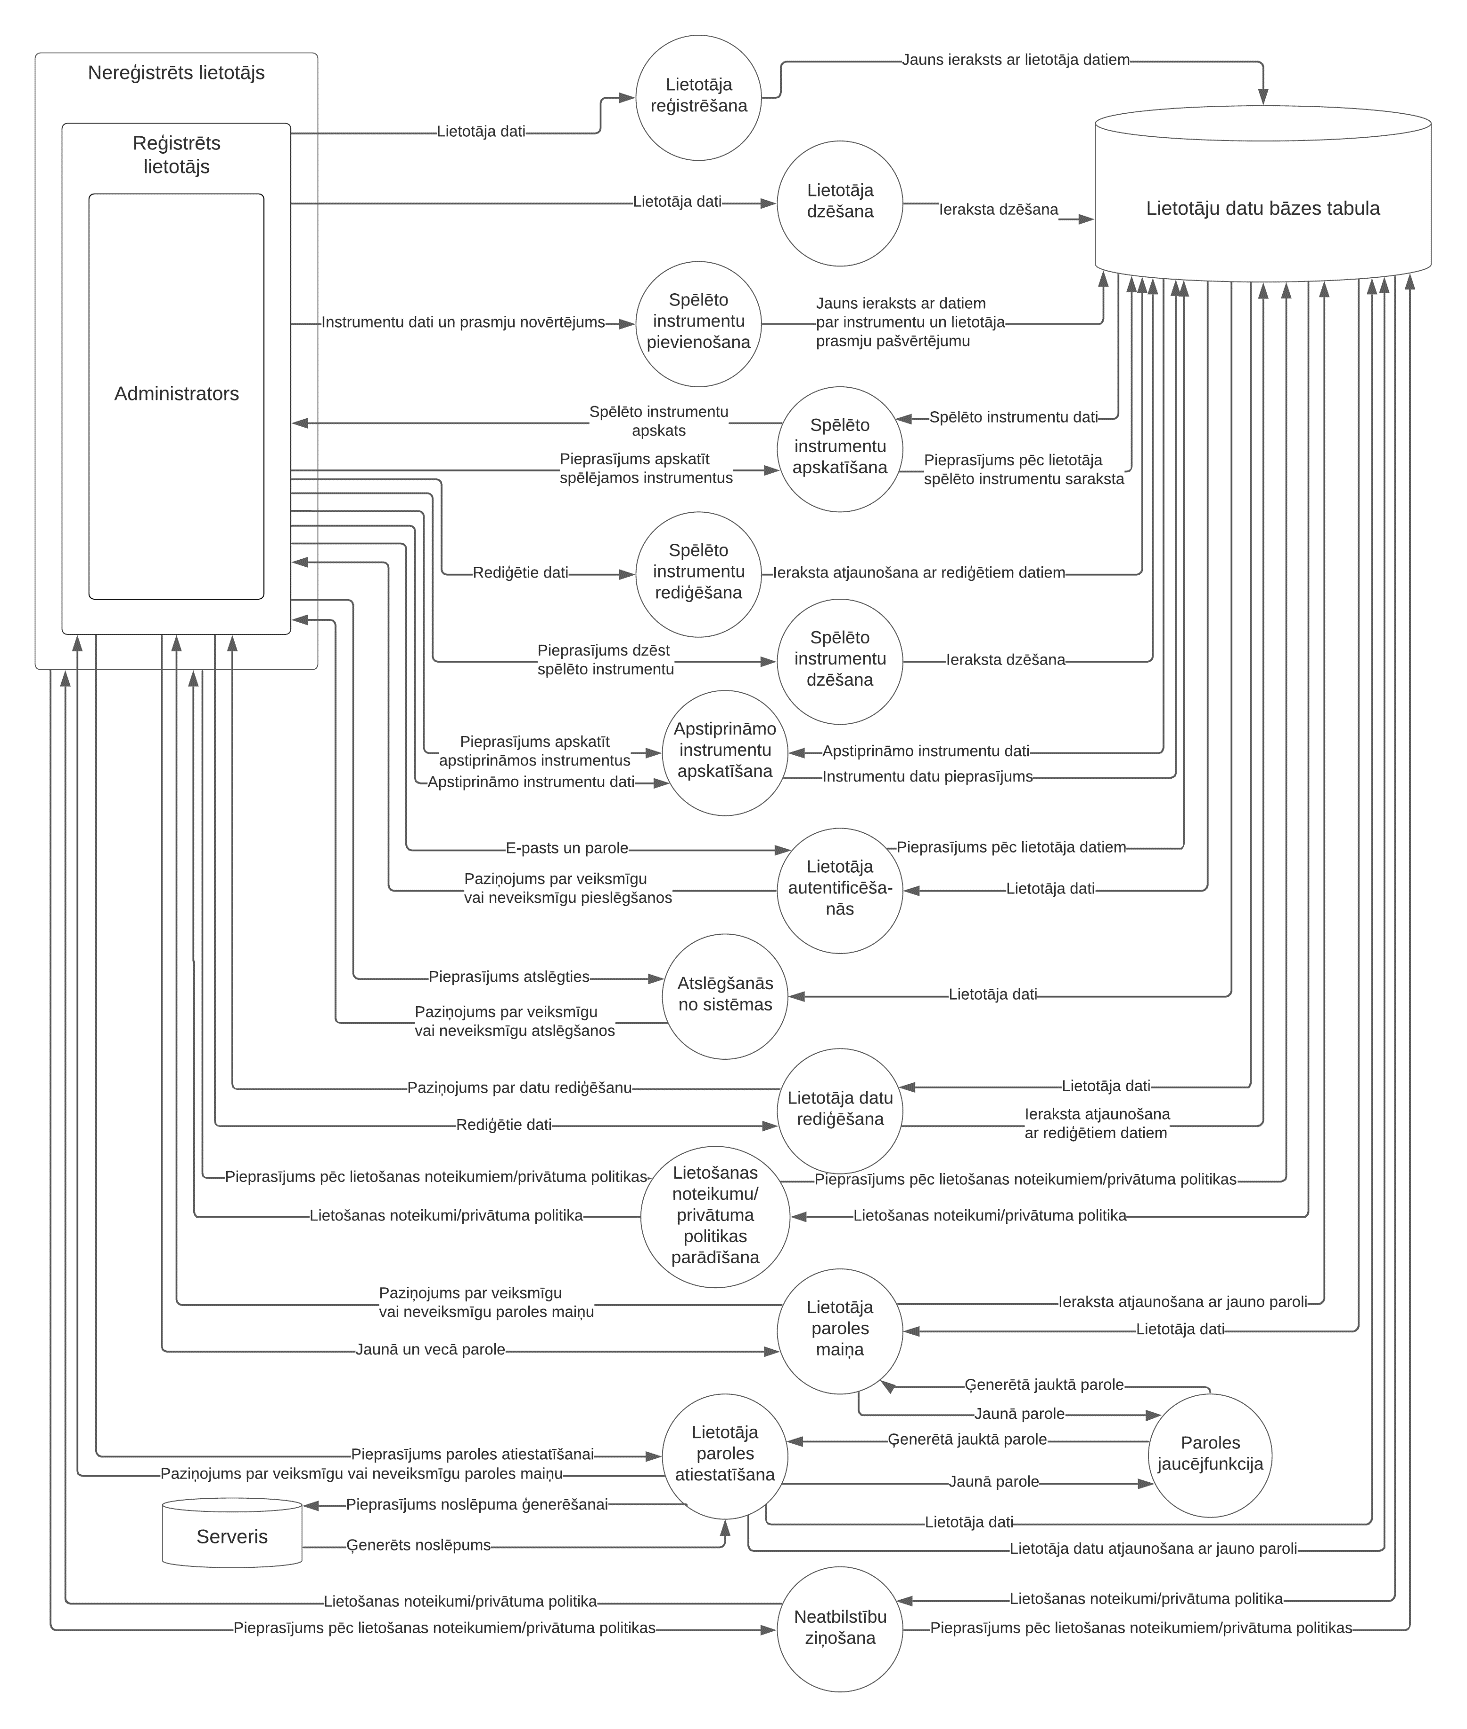 Nereģistrēts lietotājs
Reģistrēts
lietotājs
Administrators
Lietotāja
reģistrēšana
Jauns ieraksts ar lietotāja datiem
Lietotāja dati
Lietotāju datu bāzes tabula
Lietotāja dati
Lietotāja
dzēšana
Ieraksta dzēšana
Instrumentu dati un prasmju novērtējums
Spēlēto
instrumentu
pievienošana
Jauns ieraksts ar datiem
par instrumentu un lietotāja
prasmju pašvērtējumu
Spēlēto instrumentu
apskats
Pieprasījums apskatīt
spēlējamos instrumentus
Spēlēto
instrumentu
apskatīšana
Spēlēto instrumentu dati
Pieprasījums pēc lietotāja
spēlēto instrumentu saraksta
Rediģētie dati
Spēlēto
instrumentu
rediģēšana
Ieraksta atjaunošana ar rediģētiem datiem
Pieprasījums dzēst
spēlēto instrumentu
Spēlēto
instrumentu
dzēšana
Ieraksta dzēšana
Pieprasījums apskatīt
apstiprināmos instrumentus
Apstiprināmo instrumentu dati
Apstiprināmo
instrumentu
apskatīšana
Apstiprināmo instrumentu dati
Instrumentu datu pieprasījums
E-pasts un parole
Paziņojums par veiksmīgu
vai neveiksmīgu pieslēgšanos
Lietotāja
autentificēša-
nās
Pieprasījums pēc lietotāja datiem
Lietotāja dati
Pieprasījums atslēgties
Paziņojums par veiksmīgu
vai neveiksmīgu atslēgšanos
Atslēgšanās
no sistēmas
Lietotāja dati
Paziņojums par datu rediģēšanu
Rediģētie dati
Lietotāja datu
rediģēšana
Lietotāja dati
Ieraksta atjaunošana
ar rediģētiem datiem
Pieprasījums pēc lietošanas noteikumiem/privātuma politikas
Lietošanas noteikumi/privātuma politika
Lietošanas
noteikumu/
privātuma
politikas
parādīšana
Pieprasījums pēc lietošanas noteikumiem/privātuma politikas
Lietošanas noteikumi/privātuma politika
Paziņojums par veiksmīgu
vai neveiksmīgu paroles maiņu
Jaunā un vecā parole
Lietotāja
paroles
maiņa
Ieraksta atjaunošana ar jauno paroli
Lietotāja dati
Ģenerētā jauktā parole
Jaunā parole
Ģenerētā jauktā parole
Jaunā parole
Paroles
jaucējfunkcija
Pieprasījums paroles atiestatīšanai
Paziņojums par veiksmīgu vai neveiksmīgu paroles maiņu
Lietotāja
paroles
atiestatīšana
Pieprasījums noslēpuma ģenerēšanai
Serveris
Ģenerēts noslēpums
Lietotāja dati
Lietotāja datu atjaunošana ar jauno paroli
Lietošanas noteikumi/privātuma politika
Pieprasījums pēc lietošanas noteikumiem/privātuma politikas
Neatbilstību
ziņošana
Lietošanas noteikumi/privātuma politika
Pieprasījums pēc lietošanas noteikumiem/privātuma politikas